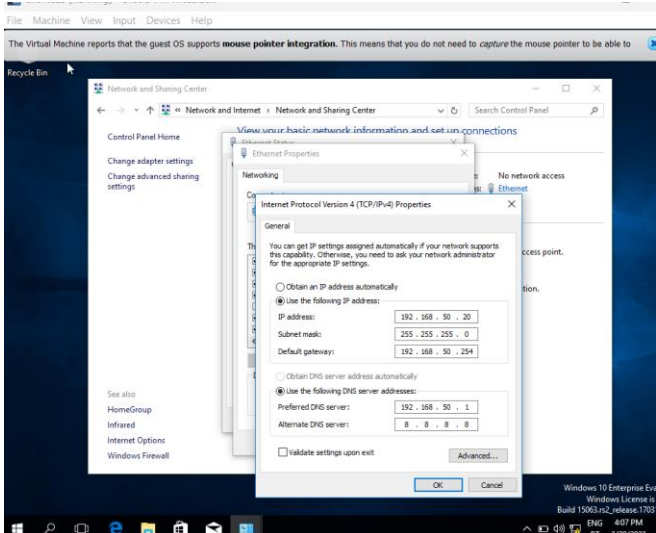 File Machine View Input Devices Help
The Virtual Machine reports that the guest OS supports mouse pointer integration. This means that you do not need to capture the mouse pointer to be able to
Recycle Bin
Network and Sharing Center
« Network and Internet > Network and Sharing Center
Search Control Panel
Control Panel Home
View your basic network information and set up connections
Ethernet Status
Ethernet Properties
Change adapter settings
Networking
No network access
Change advanced sharing
settings
Ethernet
Internet Protocol Version 4 (TCP/IPv4) Properties
General
You can get IP settings assigned automatically if your network supports
this capability. Otherwise, you need to ask your network administrator
for the appropriate IP settings.
ccess point.
Obtain an IP address automatically
tion.
Use the following IP address:
IP address: 192 . 168 . 50 . 20
Subnet mask: 255 . 255 . 255 . 0
Default gateway: 192 . 168 . 50 . 254
Obtain DNS server address automatically
Use the following DNS server addresses:
Preferred DNS server: 192 . 168 . 50 . 1
Alternate DNS server: 8 . 8 . 8 . 8
Validate settings upon exit
Advanced...
OK Cancel
See also
HomeGroup
Infrared
Internet Options
Windows Firewall
Windows 10 Enterprise Eva
Windows License is
Build 15063.rs2_release.1703
ENG 4:07 PM